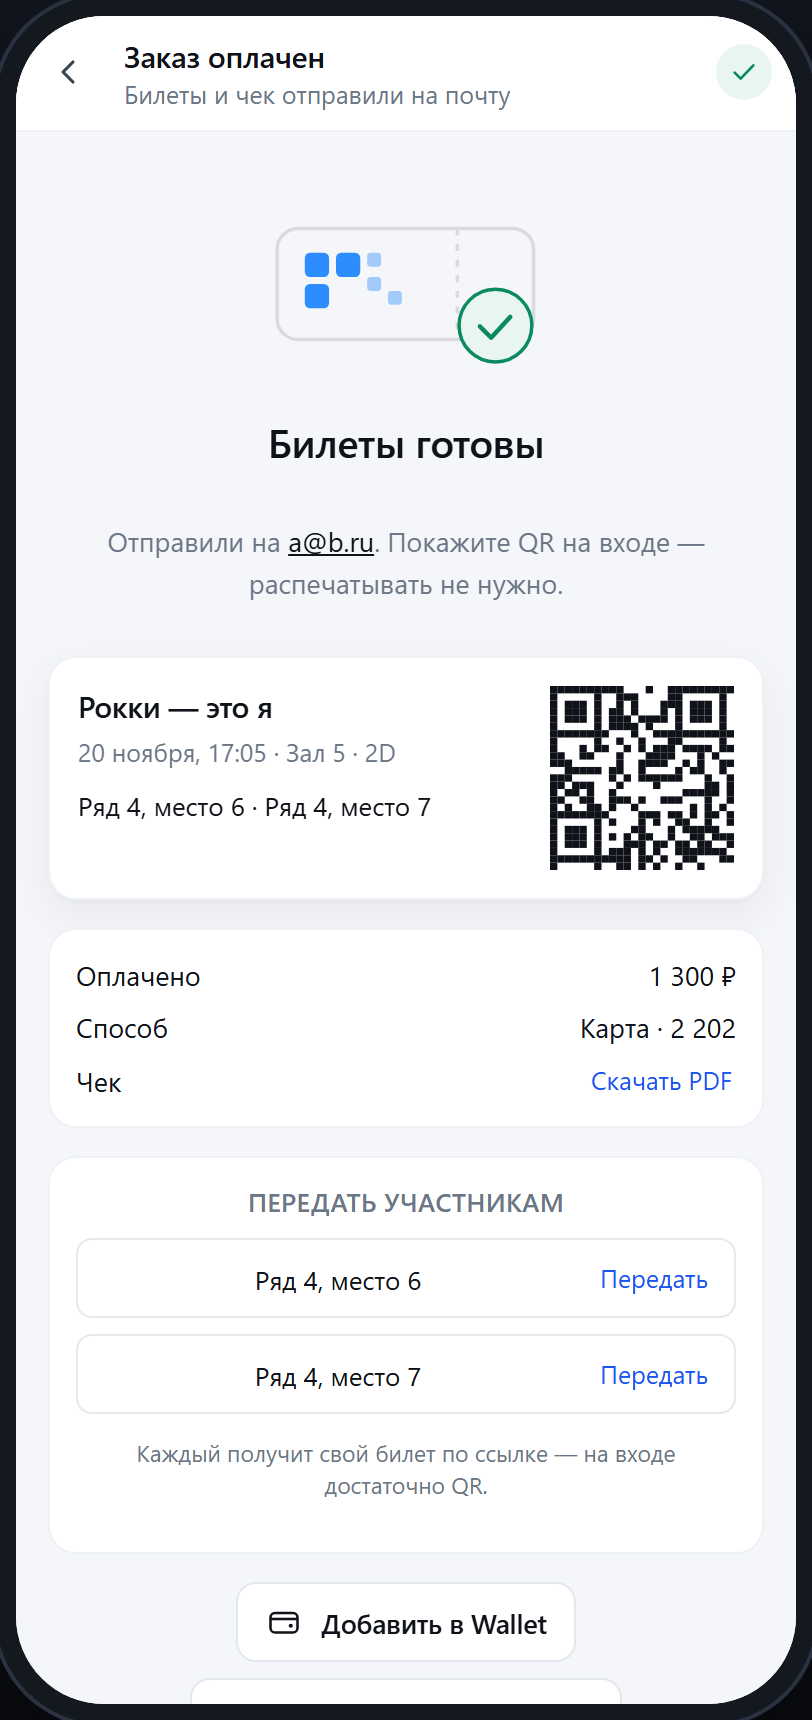 Заказ оплачен
Билеты и чек отправили на почту
Билеты готовы
Отправили на a@b.ru. Покажите QR на входе —
распечатывать не нужно.
Рокки — это я
20 ноября, 17:05 · Зал 5 · 2D
Ряд 4, место 6 · Ряд 4, место 7
Оплачено 1 300 ₽
Способ Карта · 2 202
Чек Скачать PDF
ПЕРЕДАТЬ УЧАСТНИКАМ
Ряд 4, место 6 Передать
Ряд 4, место 7 Передать
Каждый получит свой билет по ссылке — на входе
достаточно QR.
Добавить в Wallet